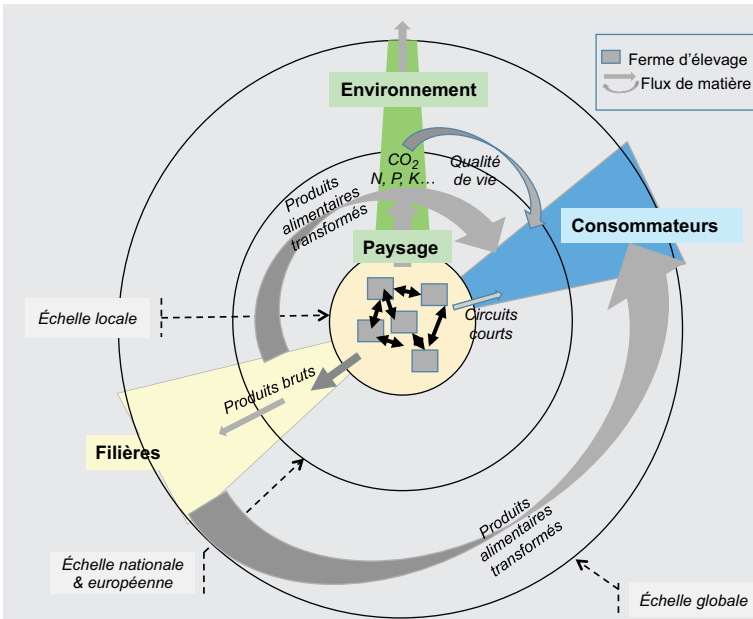 Ferme d'élevage
Flux de matière
Environnement
CO2
N, P, K...
Qualité
de vie
Produits
alimentaires
transformés
Paysage
Consommateurs
Échelle locale
Circuits
courts
Produits bruts
Filières
Produits
alimentaires
transformés
Échelle nationale
& européenne
Échelle globale